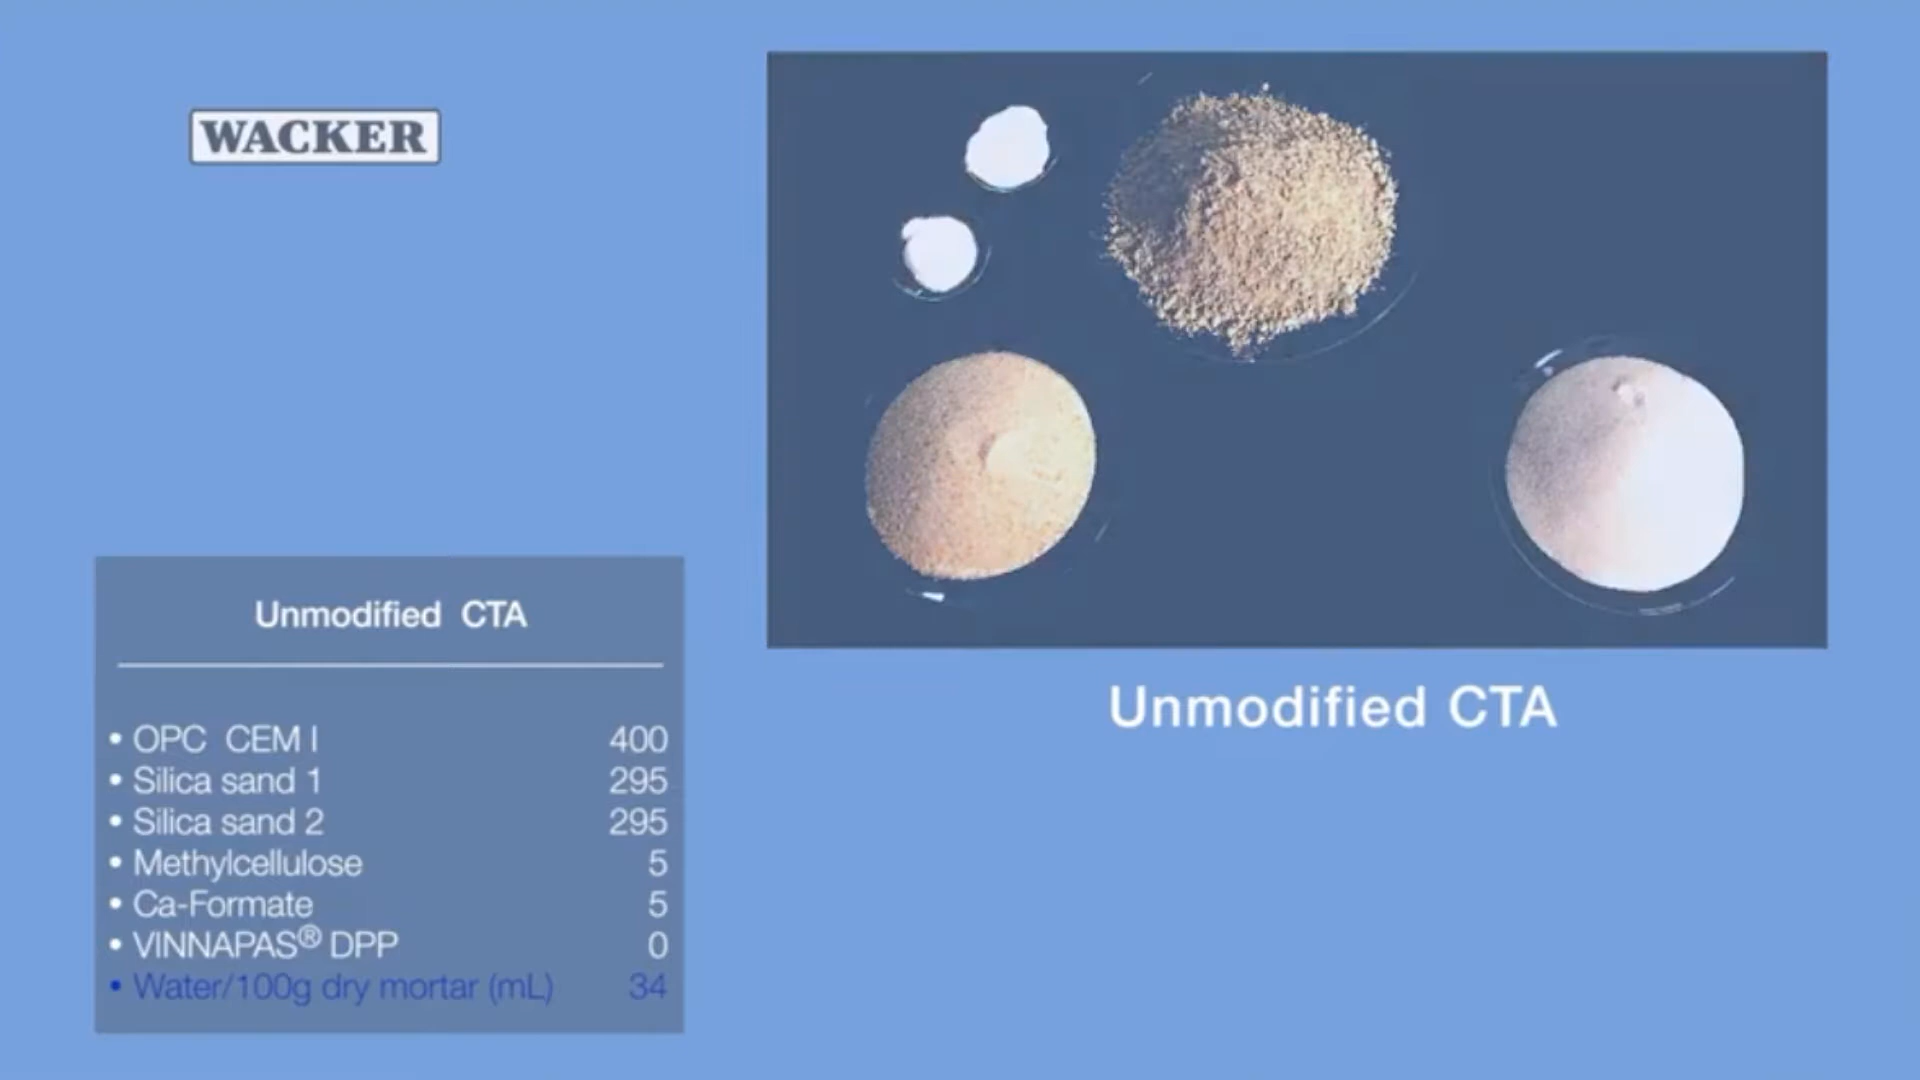 WACKER
Unmodified CTA
Unmodified CTA
• OPC CEM I 400
• Silica sand 1 295
• Silica sand 2 295
• Methylcellulose 5
• Ca-Formate 5
• VINNAPAS® DPP 0
• Water/100g dry mortar (mL) 34